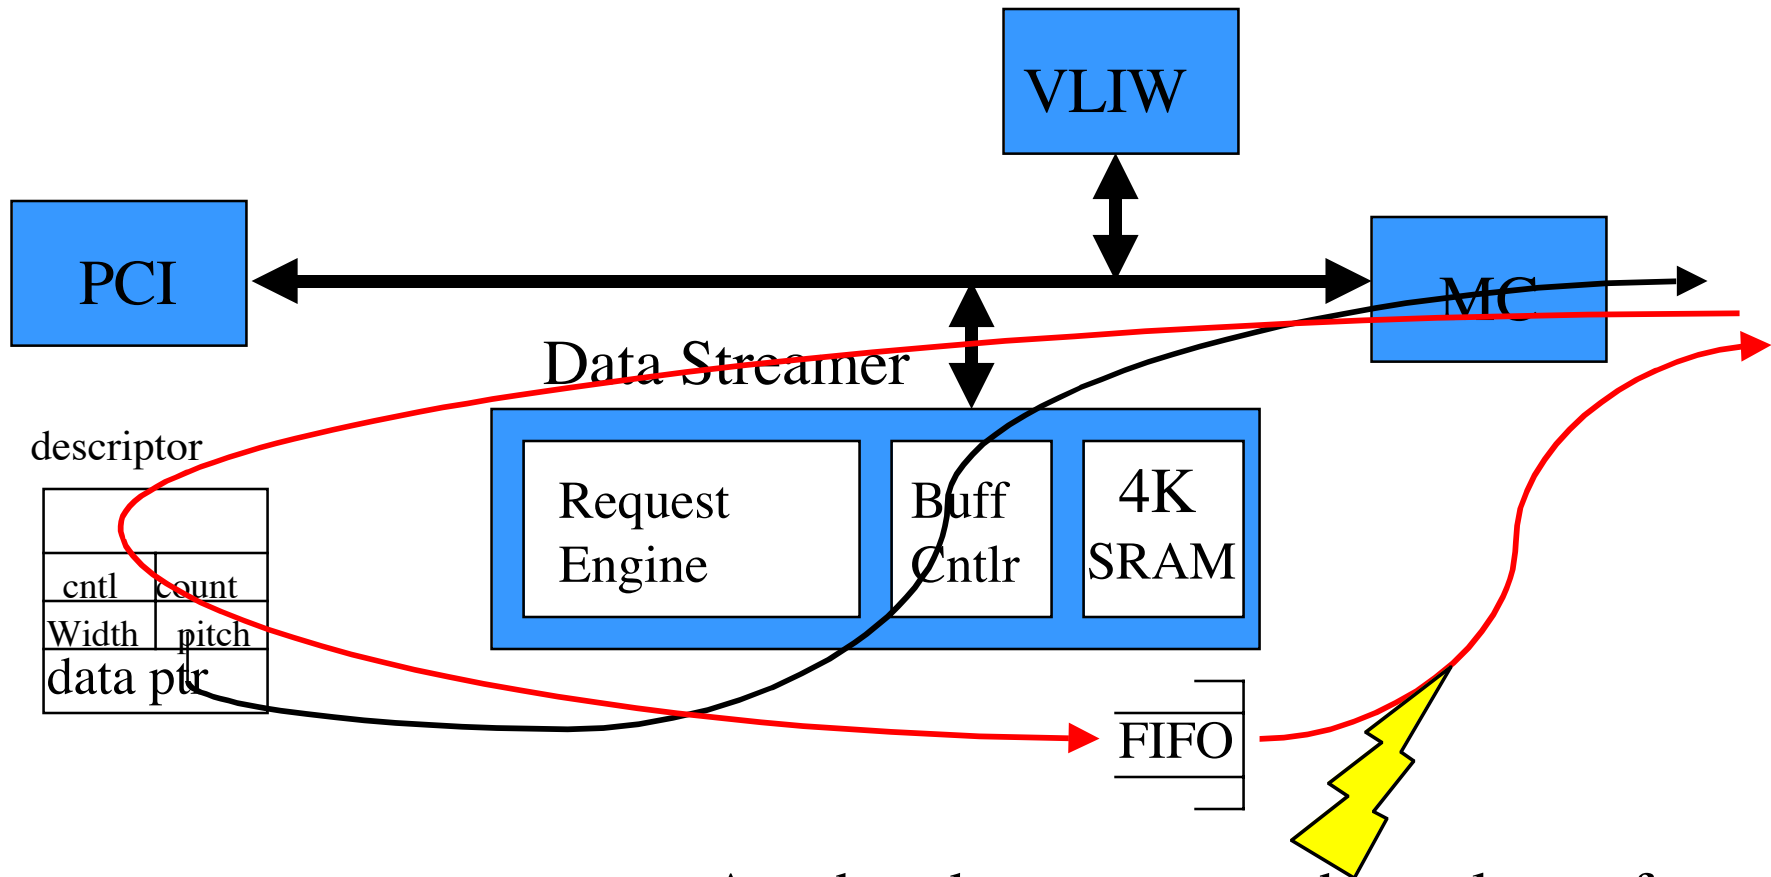 VLIW
PCI
MC
Data Streamer
descriptor
Request
Engine
Buff
Cntlr
4K
SRAM
cntl count
Width pitch
data ptr
FIFO